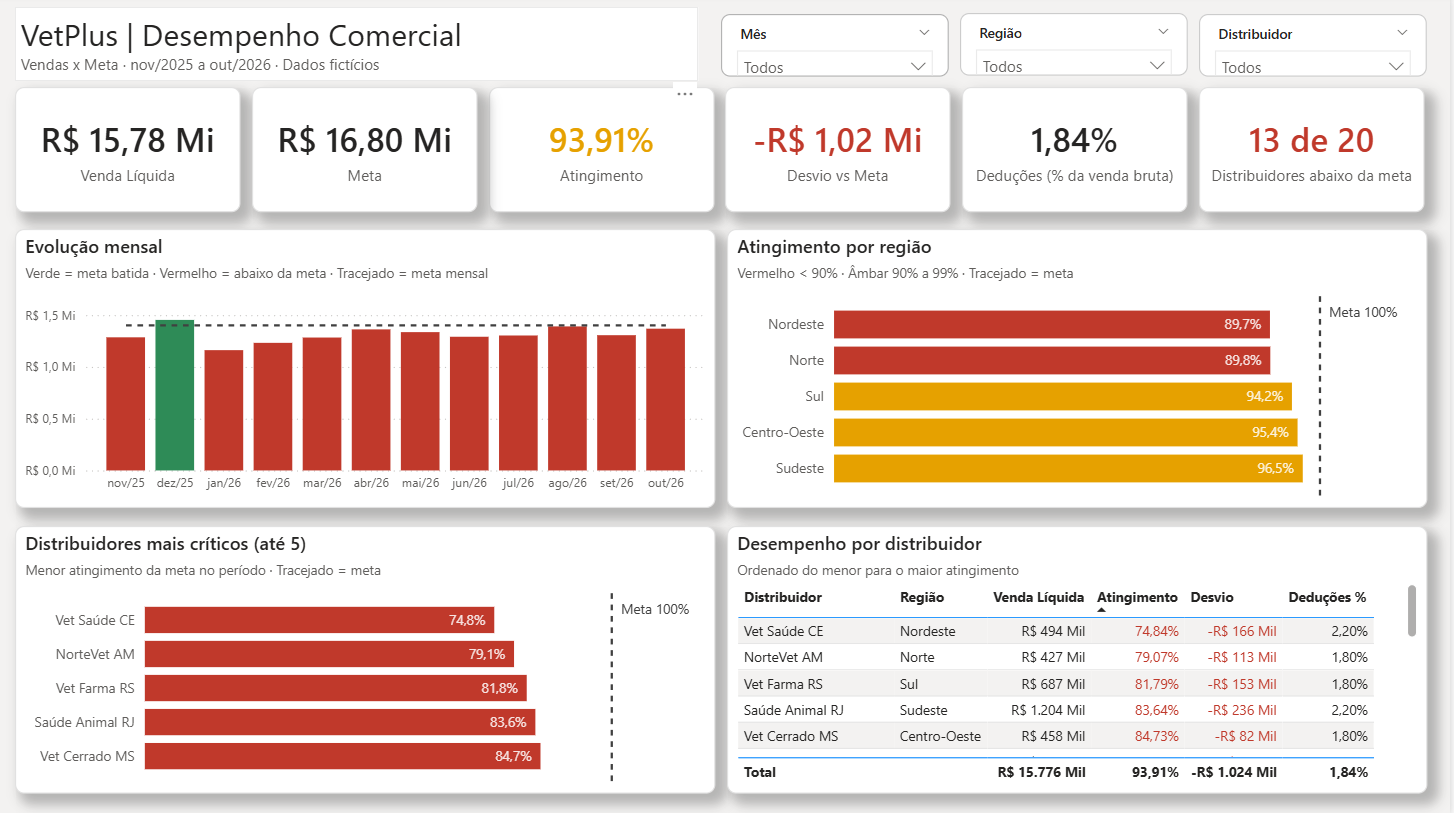 VetPlus | Desempenho Comercial
Vendas x Meta · nov/2025 a out/2026 · Dados fictícios
Mês
Todos
Região
Todos
Distribuidor
Todos
R$ 15,78 Mi
Venda Líquida
R$ 16,80 Mi
Meta
93,91%
Atingimento
-R$ 1,02 Mi
Desvio vs Meta
1,84%
Deduções (% da venda bruta)
13 de 20
Distribuidores abaixo da meta
Evolução mensal
Verde = meta batida · Vermelho = abaixo da meta · Tracejado = meta mensal
R$ 1,5 Mi
R$ 1,0 Mi
R$ 0,5 Mi
R$ 0,0 Mi
nov/25 dez/25 jan/26 fev/26 mar/26 abr/26 mai/26 jun/26 jul/26 ago/26 set/26 out/26
Atingimento por região
Vermelho < 90% · Âmbar 90% a 99% · Tracejado = meta
Meta 100%
Nordeste 89,7%
Norte 89,8%
Sul 94,2%
Centro-Oeste 95,4%
Sudeste 96,5%
Distribuidores mais críticos (até 5)
Menor atingimento da meta no período · Tracejado = meta
Meta 100%
Vet Saúde CE 74,8%
NorteVet AM 79,1%
Vet Farma RS 81,8%
Saúde Animal RJ 83,6%
Vet Cerrado MS 84,7%
Desempenho por distribuidor
Ordenado do menor para o maior atingimento
Distribuidor Região Venda Líquida Atingimento Desvio Deduções %
Vet Saúde CE Nordeste R$ 494 Mil 74,84% -R$ 166 Mil 2,20%
NorteVet AM Norte R$ 427 Mil 79,07% -R$ 113 Mil 1,80%
Vet Farma RS Sul R$ 687 Mil 81,79% -R$ 153 Mil 1,80%
Saúde Animal RJ Sudeste R$ 1.204 Mil 83,64% -R$ 236 Mil 2,20%
Vet Cerrado MS Centro-Oeste R$ 458 Mil 84,73% -R$ 82 Mil 1,80%
Total R$ 15.776 Mil 93,91% -R$ 1.024 Mil 1,84%